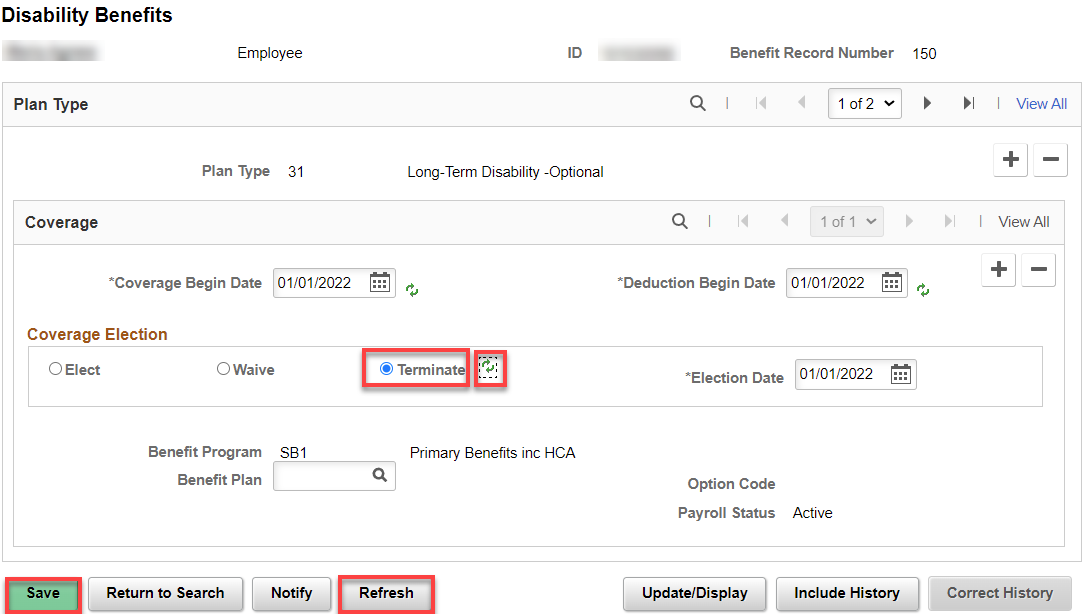 Disability Benefits
Employee ID Benefit Record Number 150
Plan Type 1 of 2 View All
Plan Type 31 Long-Term Disability -Optional
Coverage 1 of 1 View All
*Coverage Begin Date 01/01/2022 *Deduction Begin Date 01/01/2022
Coverage Election
Elect Waive Terminate *Election Date 01/01/2022
Benefit Program SB1 Primary Benefits inc HCA
Benefit Plan
Option Code
Payroll Status Active
Save Return to Search Notify Refresh Update/Display Include History Correct History